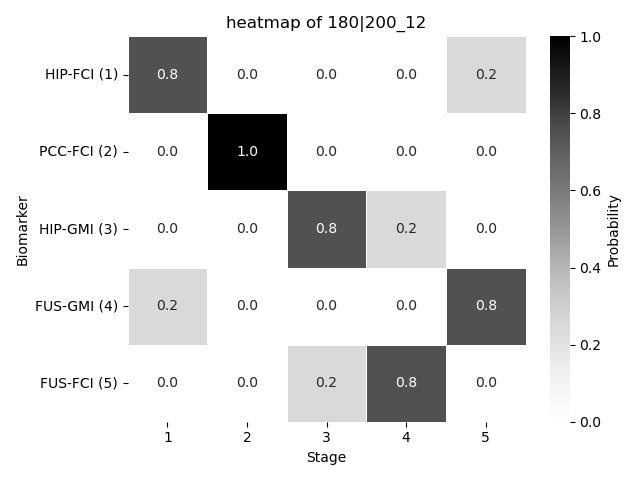 heatmap of 180|200_12
HIP-FCI (1) 0.8 0.0 0.0 0.0 0.2
PCC-FCI (2) 0.0 1.0 0.0 0.0 0.0
HIP-GMI (3) 0.0 0.0 0.8 0.2 0.0
FUS-GMI (4) 0.2 0.0 0.0 0.0 0.8
FUS-FCI (5) 0.0 0.0 0.2 0.8 0.0
1 2 3 4 5
Stage
Biomarker
1.0
0.8
0.6
0.4
0.2
0.0
Probability